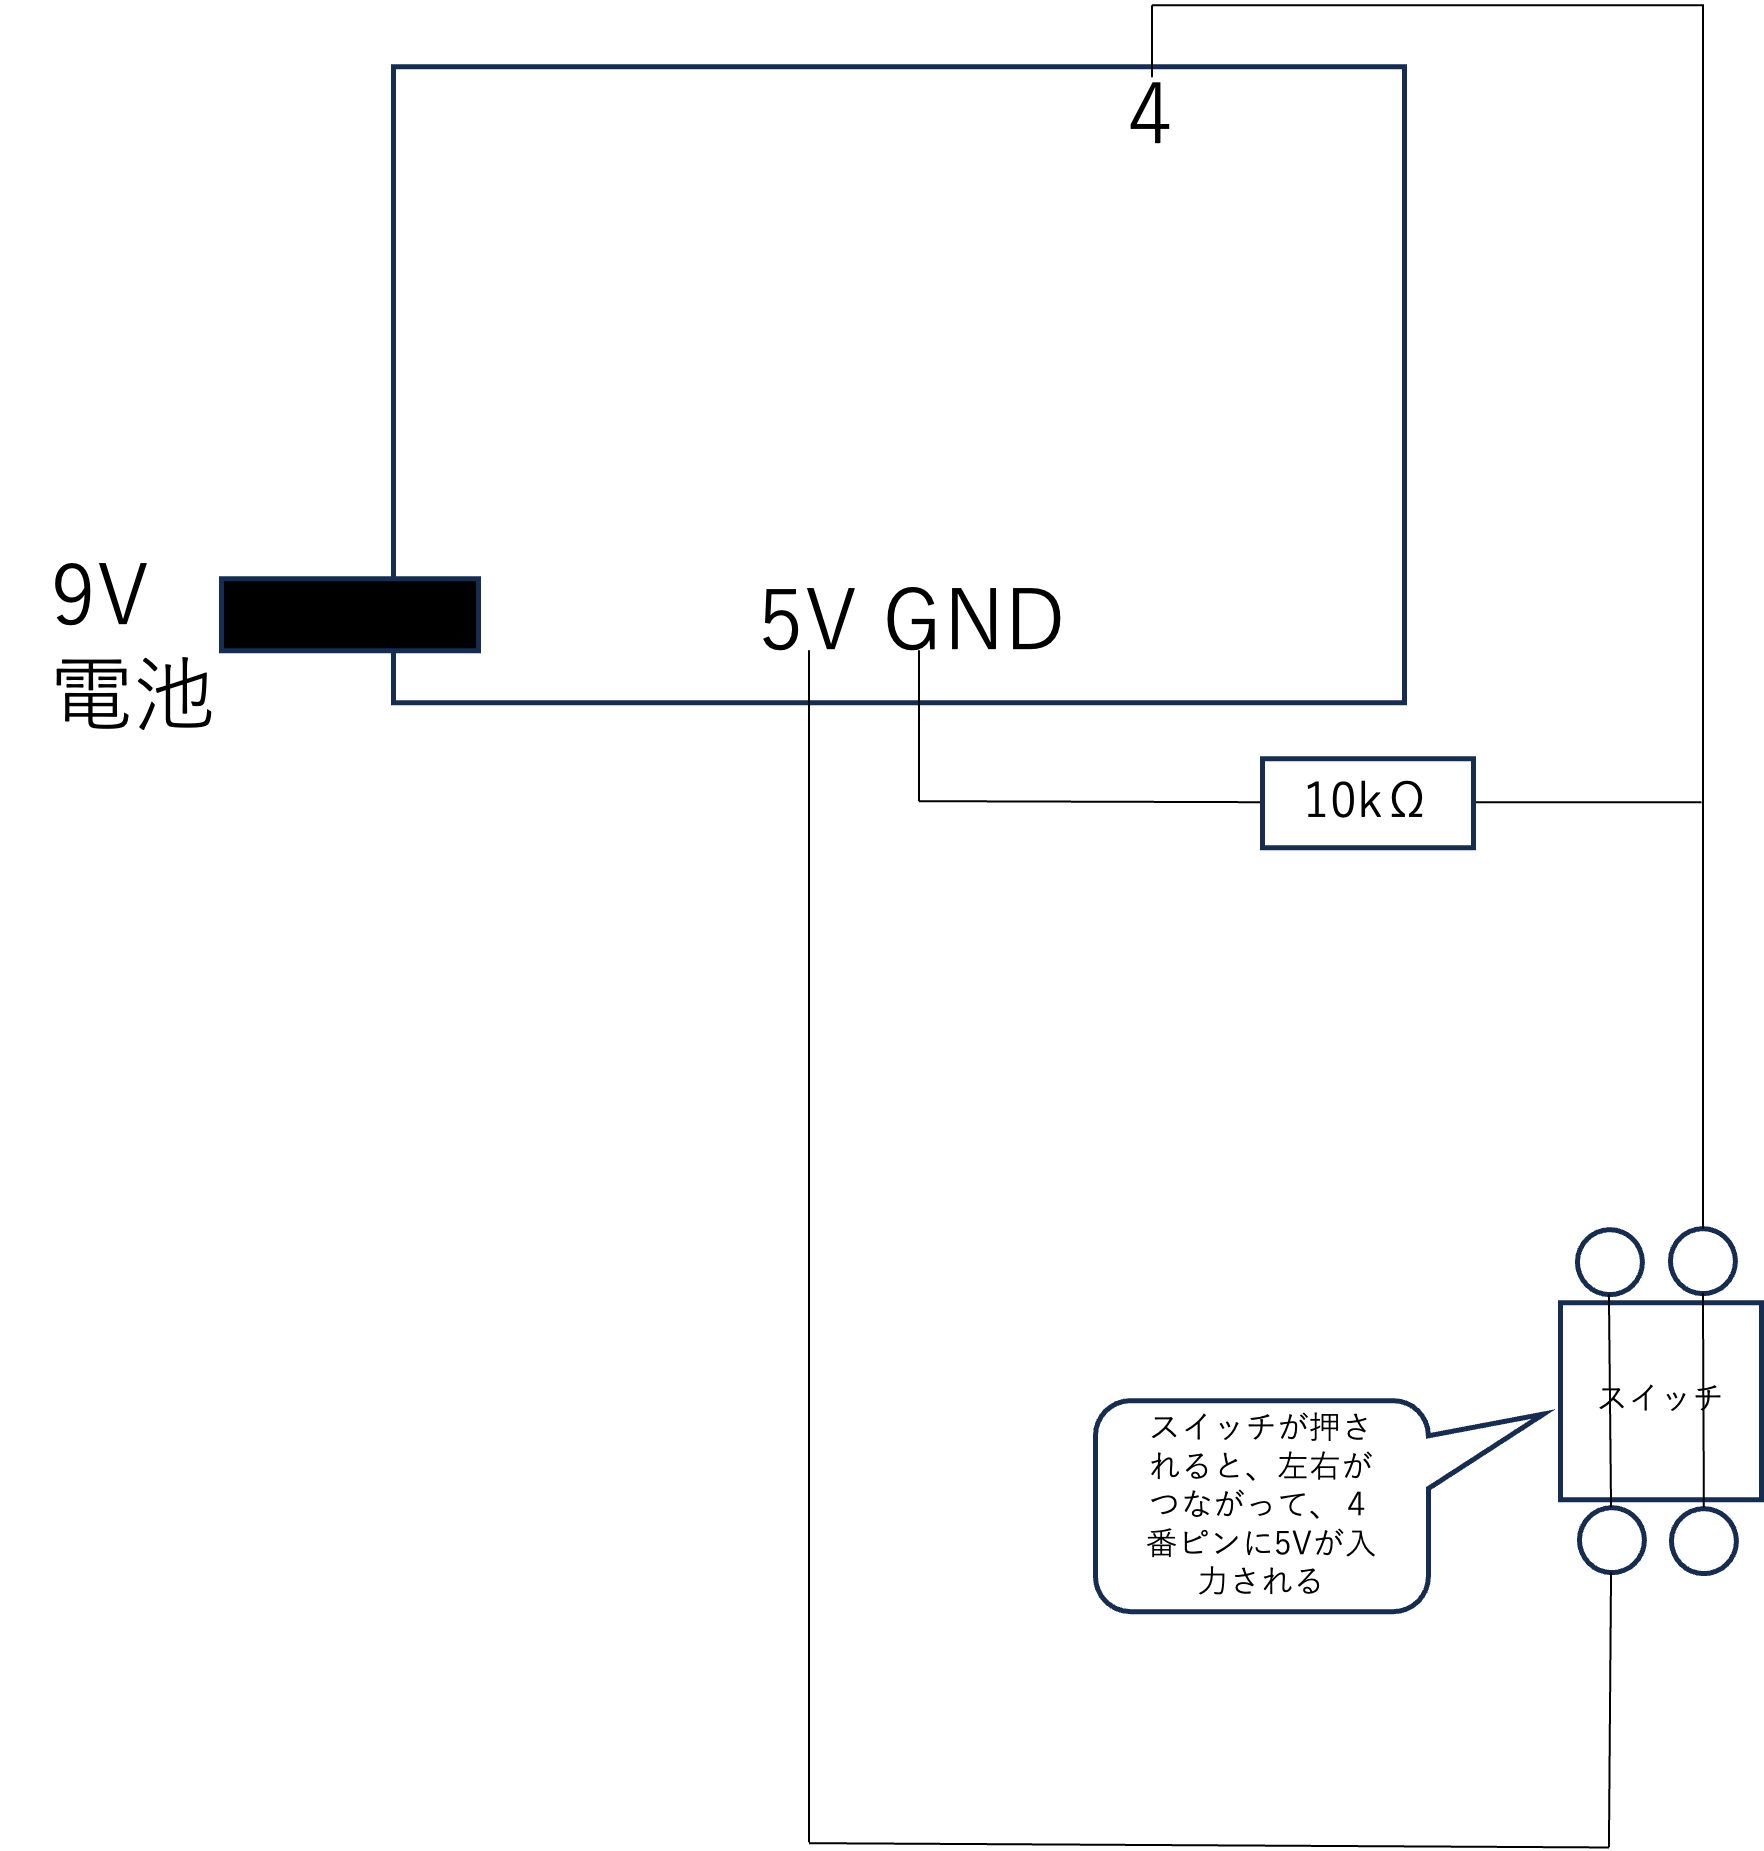 4
9V
電池
5V GND
10kΩ
スイッチ
スイッチが押さ
れると、左右が
つながって、4
番ピンに5Vが入
力される